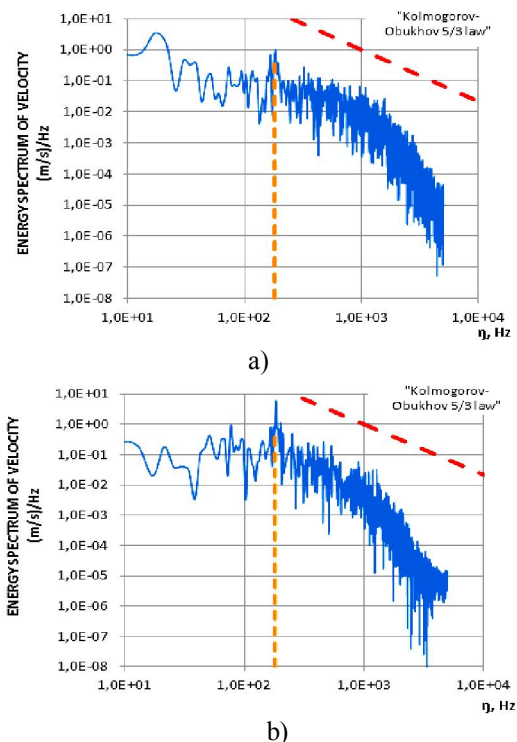 "Kolmogorov-
Obukhov 5/3 law"
ENERGY SPECTRUM OF VELOCITY
(m/s)/Hz
1,0E+01
1,0E+00
1,0E-01
1,0E-02
1,0E-03
1,0E-04
1,0E-05
1,0E-06
1,0E-07
1,0E-08
1,0E+01 1,0E+02 1,0E+03 1,0E+04
η, Hz
a)
"Kolmogorov-
Obukhov 5/3 law"
ENERGY SPECTRUM OF VELOCITY
(m/s)/Hz
1,0E+01
1,0E+00
1,0E-01
1,0E-02
1,0E-03
1,0E-04
1,0E-05
1,0E-06
1,0E-07
1,0E-08
1,0E+01 1,0E+02 1,0E+03 1,0E+04
η, Hz
b)